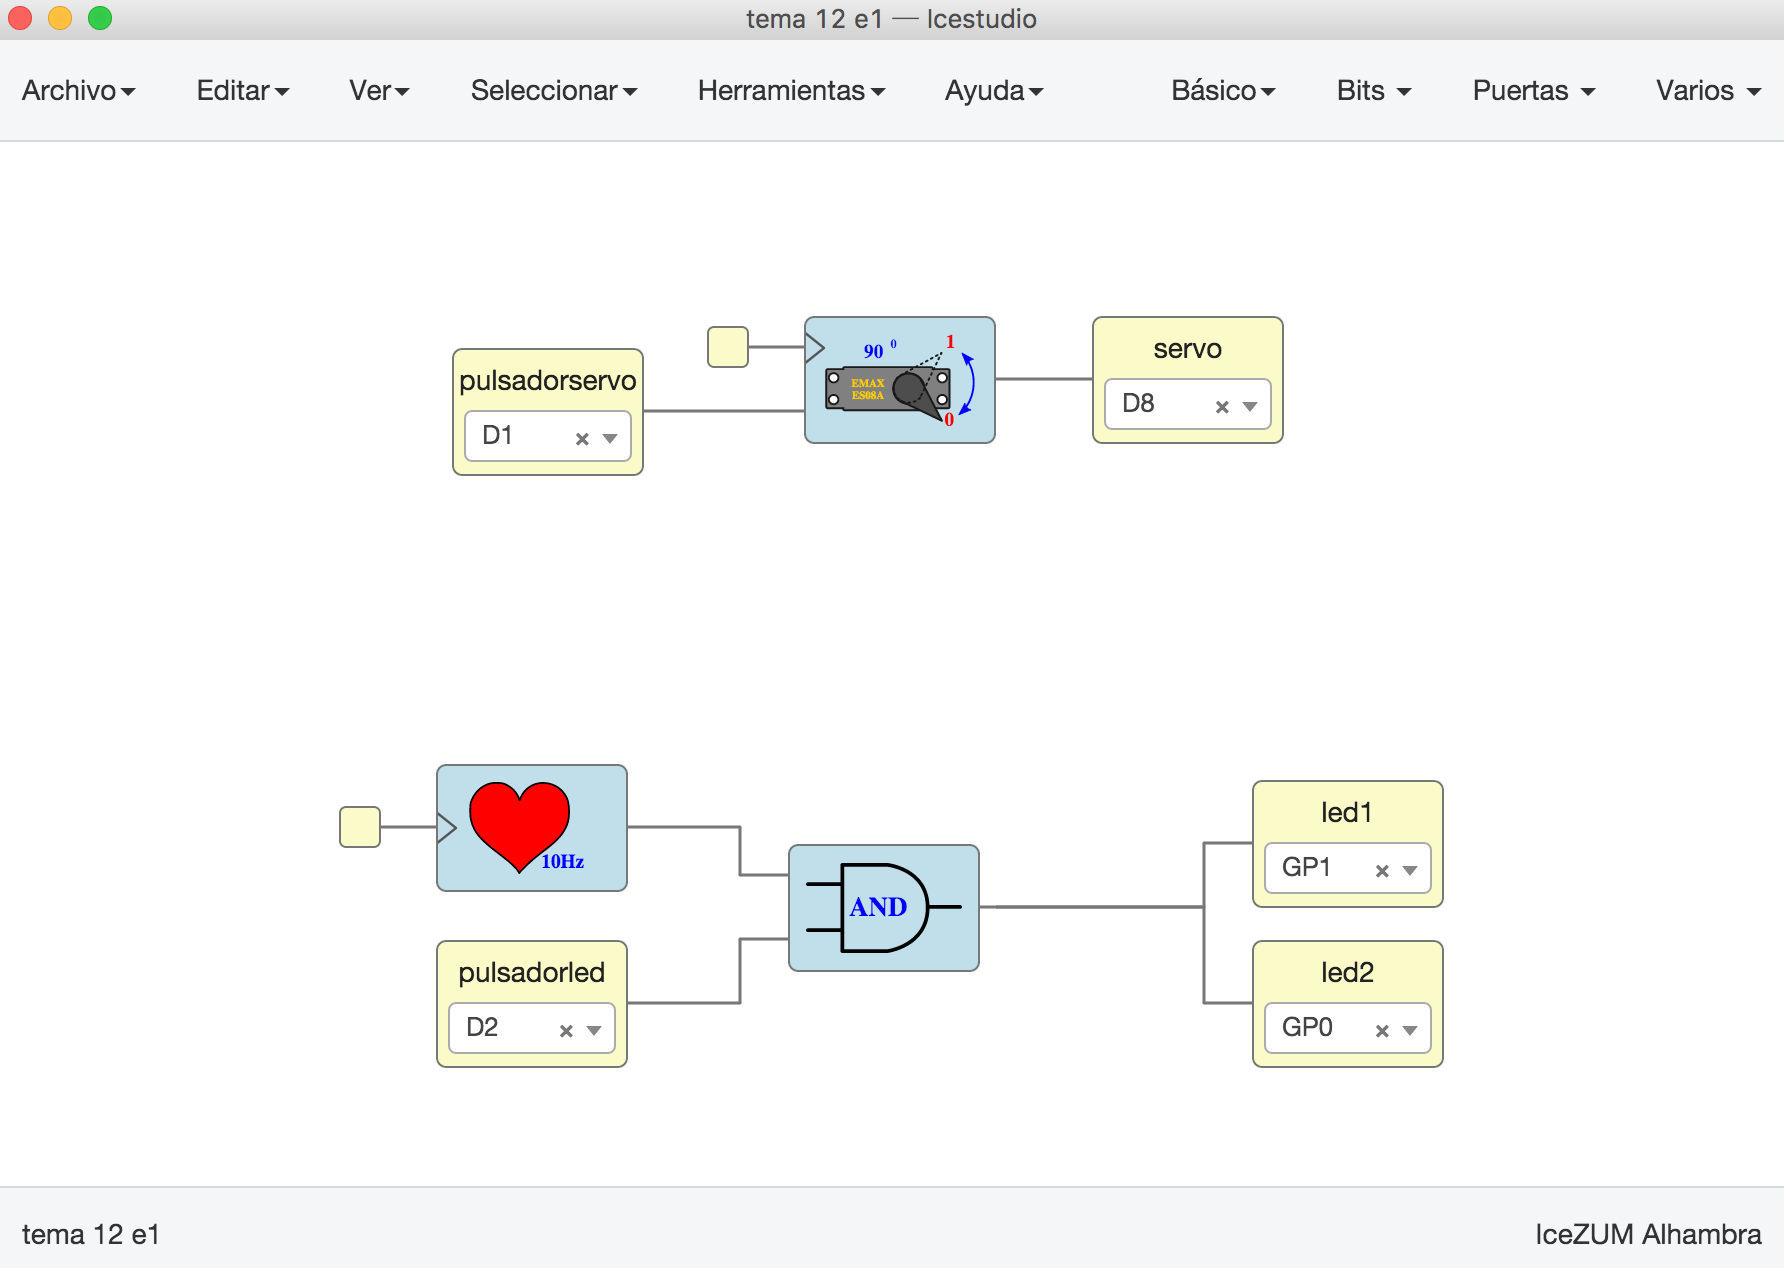 tema 12 e1 — Icestudio
Archivo Editar Ver Seleccionar Herramientas Ayuda Básico Bits Puertas Varios
pulsadorservo
D1
90 0
1
EMAX
ES08A
0
servo
D8
10Hz
pulsadorled
D2
AND
led1
GP1
led2
GP0
tema 12 e1
IceZUM Alhambra